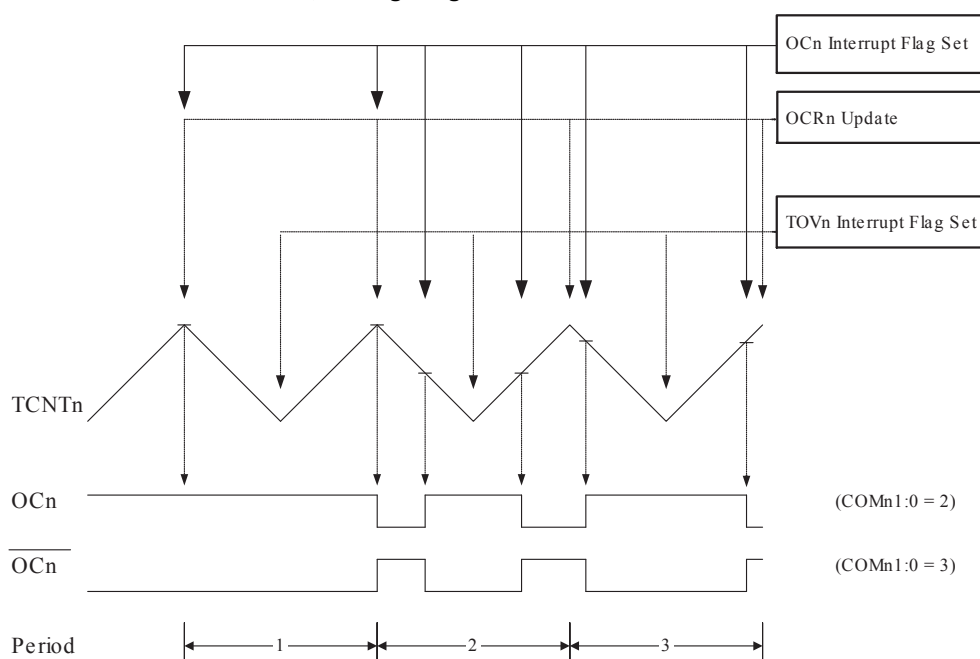 OCn Interrupt Flag Set
OCRn Update
TOVn Interrupt Flag Set
TCNTn
OCn
(COMn1:0 = 2)
OCn
(COMn1:0 = 3)
Period
1
2
3